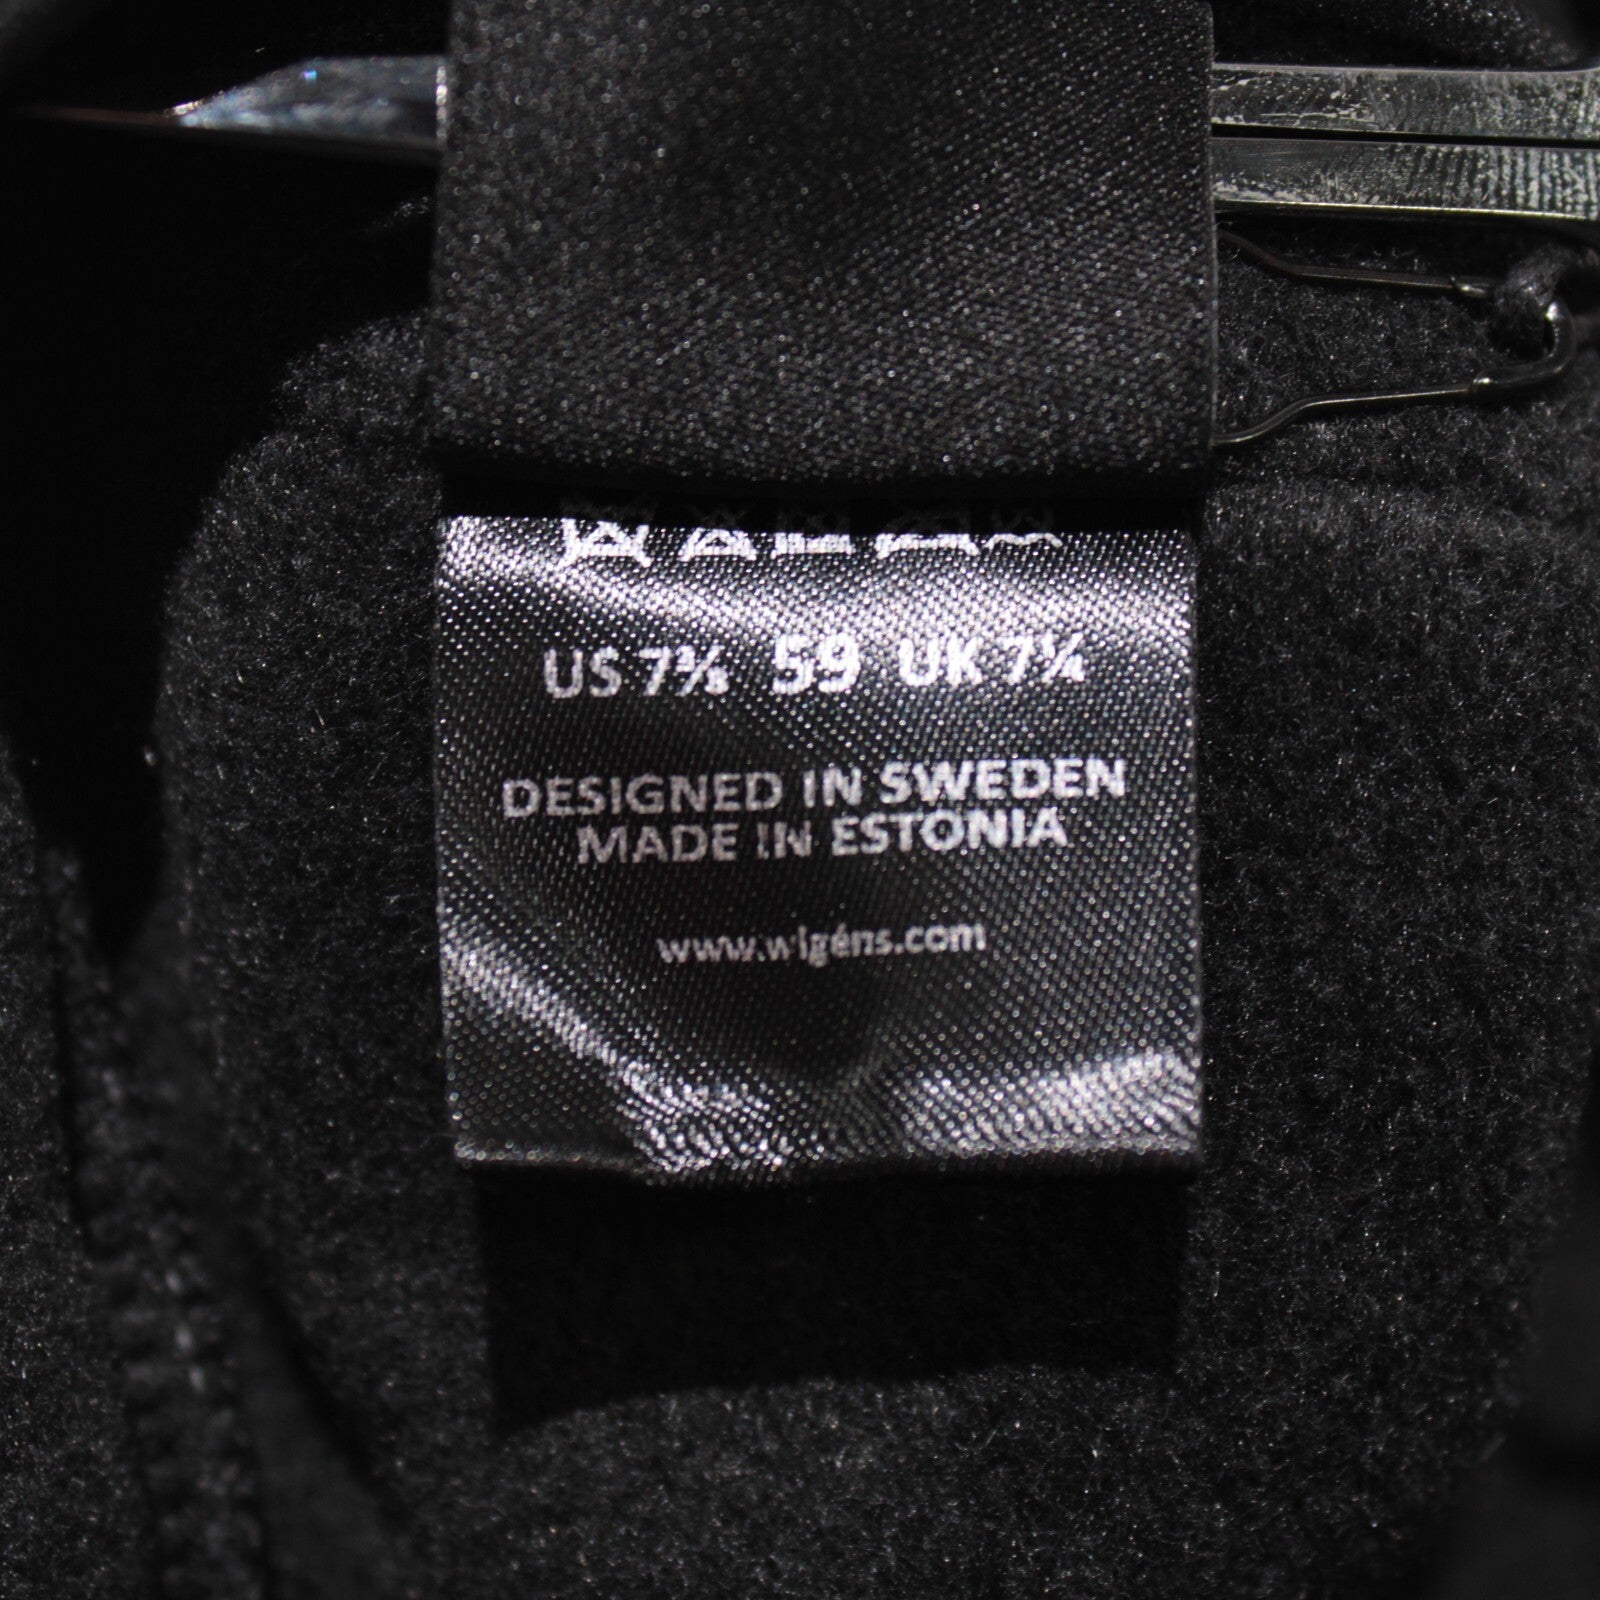 US 7⅜ 59 UK 7¼
DESIGNED IN SWEDEN
MADE IN ESTONIA
www.wigéns.com